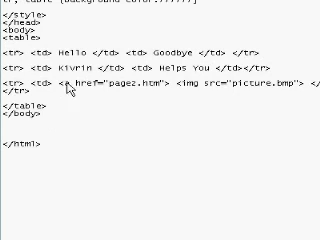 </style>
</head>
<body>
<table>
<tr> <td> Hello </td> <td> Goodbye </td> </tr>
<tr> <td> Kivrin </td> <td> Helps You </td></tr>
<tr> <td> <a href="page2.htm"> <img src="picture.bmp"> </
</tr>
</table>
</body>
</html>